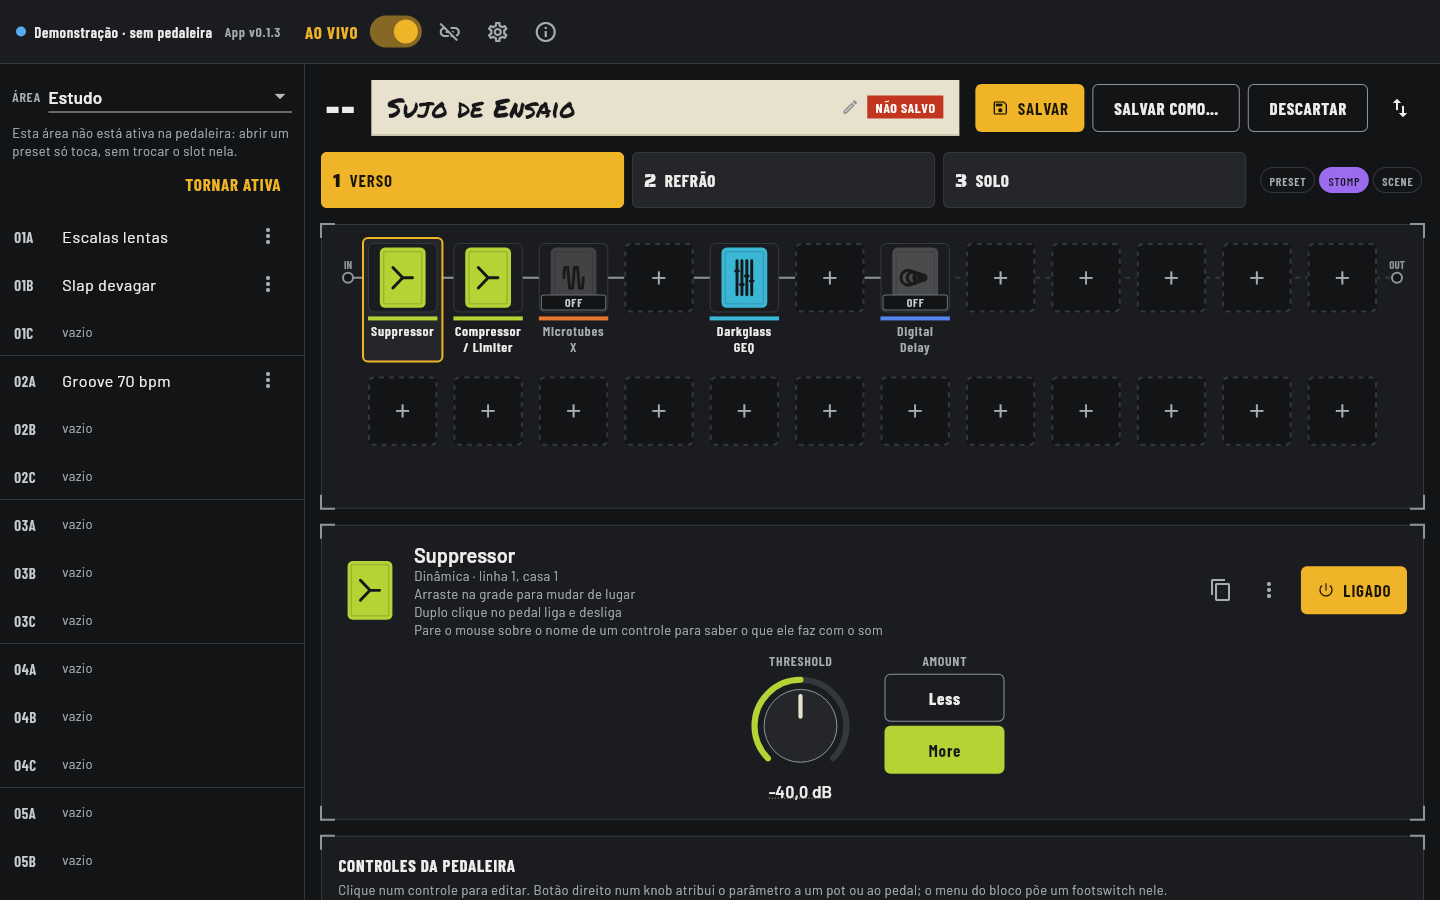 Demonstração · sem pedaleira App v0.1.3 AO VIVO
ÁREA Estudo
Esta área não está ativa na pedaleira: abrir um
preset só toca, sem trocar o slot nela.
TORNAR ATIVA
01A Escalas lentas
01B Slap devagar
01C vazio
02A Groove 70 bpm
02B vazio
02C vazio
03A vazio
03B vazio
03C vazio
04A vazio
04B vazio
04C vazio
05A vazio
05B vazio
-- Sujo de Ensaio NÃO SALVO SALVAR SALVAR COMO... DESCARTAR
1 VERSO 2 REFRÃO 3 SOLO PRESET STOMP SCENE
IN OUT
OFF OFF
Suppressor Compressor / Limiter Microtubes X Darkglass GEQ Digital Delay
Suppressor
Dinâmica · linha 1, casa 1
Arraste na grade para mudar de lugar
Duplo clique no pedal liga e desliga
Pare o mouse sobre o nome de um controle para saber o que ele faz com o som
LIGADO
THRESHOLD AMOUNT
Less
More
-40,0 dB
CONTROLES DA PEDALEIRA
Clique num controle para editar. Botão direito num knob atribui o parâmetro a um pot ou ao pedal; o menu do bloco põe um footswitch nele.